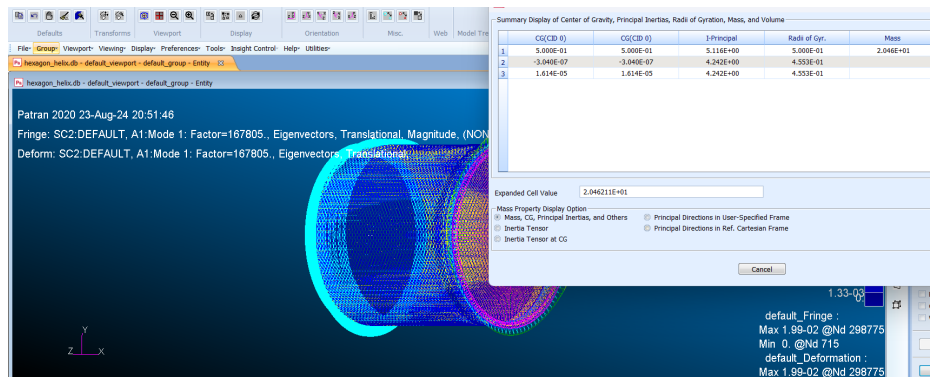 Summary Display of Center of Gravity, Principal Inertias, Radii of Gyration, Mass, and Volume
Defaults Transforms Viewport Display Orientation Misc. Web Model Tre
CG(CID 0) CG(CID 0) I-Principal Radii of Gyr. Mass
File Group Viewport Viewing Display Preferences Tools Insight Control Help Utilities
1 5.000E-01 5.000E-01 5.116E+00 5.000E-01 2.046E+01
2 -3.040E-07 -3.040E-07 4.242E+00 4.553E-01
3 1.614E-05 1.614E-05 4.242E+00 4.553E-01
hexagon_helix.db - default_viewport - default_group - Entity
hexagon_helix.db - default_viewport - default_group - Entity
Patran 2020 23-Aug-24 20:51:46
Fringe: SC2:DEFAULT, A1:Mode 1: Factor=167805., Eigenvectors, Translational, Magnitude, (NON
Deform: SC2:DEFAULT, A1:Mode 1: Factor=167805., Eigenvectors, Translational,
Expanded Cell Value 2.046211E+01
Mass Property Display Option
Mass, CG, Principal Inertias, and Others Principal Directions in User-Specified Frame
Inertia Tensor Principal Directions in Ref. Cartesian Frame
Inertia Tensor at CG
Cancel
1.33-03
0.
default_Fringe :
Max 1.99-02 @Nd 298775
Min 0. @Nd 715
default_Deformation :
Max 1.99-02 @Nd 298775
Y
Z X